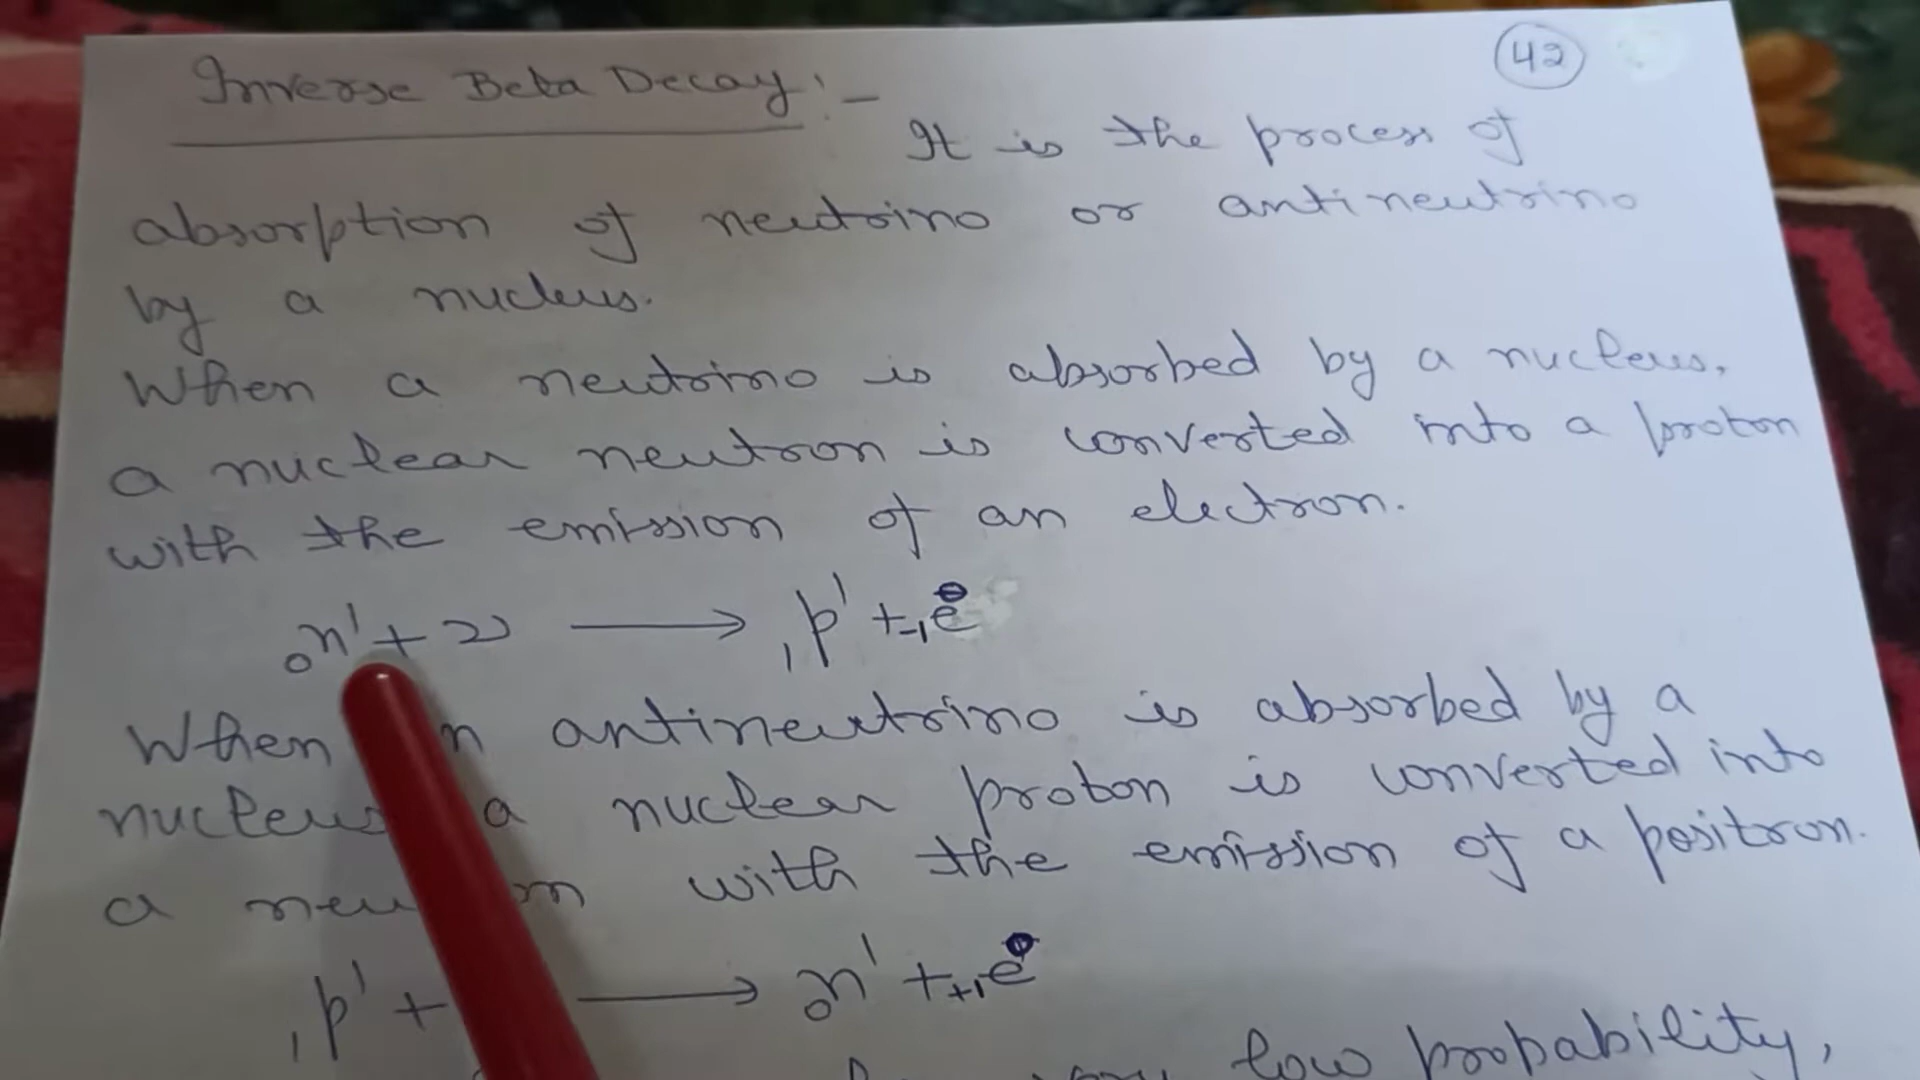 42
Inverse Beta Decay:-
It is the process of
absorption of neutrino or antineutrino
by a nucleus.
When a neutrino is absorbed by a nucleus,
a nuclear neutron is converted into a proton
with the emission of an electron.
₀n¹ + ν ⟶ ₁p¹ + ₋₁e⁰
When antineutrino is absorbed by a
nucleus a nuclear proton is converted into
a with the emission of a positron.
₁p¹ + ⟶ ₀n¹ + ₊₁e⁰
low probability,